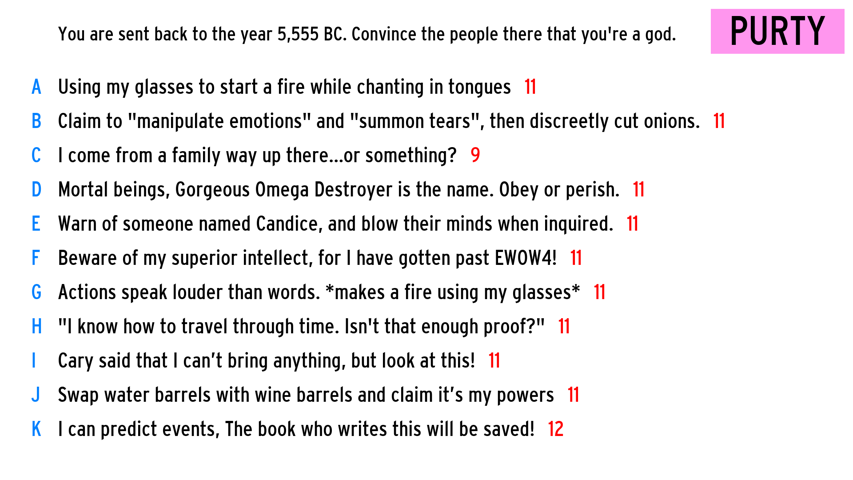 You are sent back to the year 5,555 BC. Convince the people there that you're a god.
PURTY
A Using my glasses to start a fire while chanting in tongues 11
B Claim to "manipulate emotions" and "summon tears", then discreetly cut onions. 11
C I come from a family way up there...or something? 9
D Mortal beings, Gorgeous Omega Destroyer is the name. Obey or perish. 11
E Warn of someone named Candice, and blow their minds when inquired. 11
F Beware of my superior intellect, for I have gotten past EWOW4! 11
G Actions speak louder than words. *makes a fire using my glasses* 11
H "I know how to travel through time. Isn't that enough proof?" 11
I Cary said that I can’t bring anything, but look at this! 11
J Swap water barrels with wine barrels and claim it’s my powers 11
K I can predict events, The book who writes this will be saved! 12